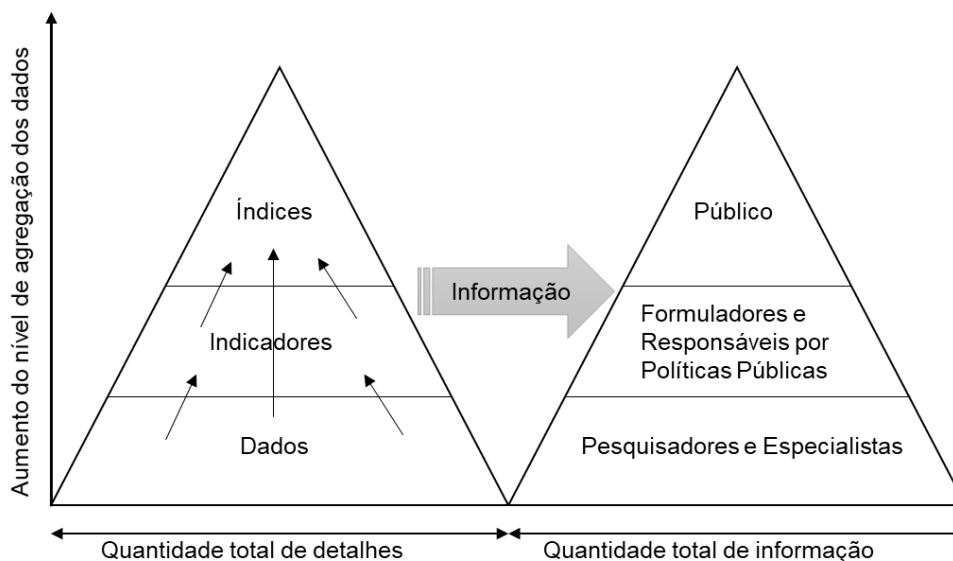 Aumento do nível de agregação dos dados
Índices
Indicadores
Dados
Informação
Público
Formuladores e
Responsáveis por
Políticas Públicas
Pesquisadores e Especialistas
Quantidade total de detalhes
Quantidade total de informação